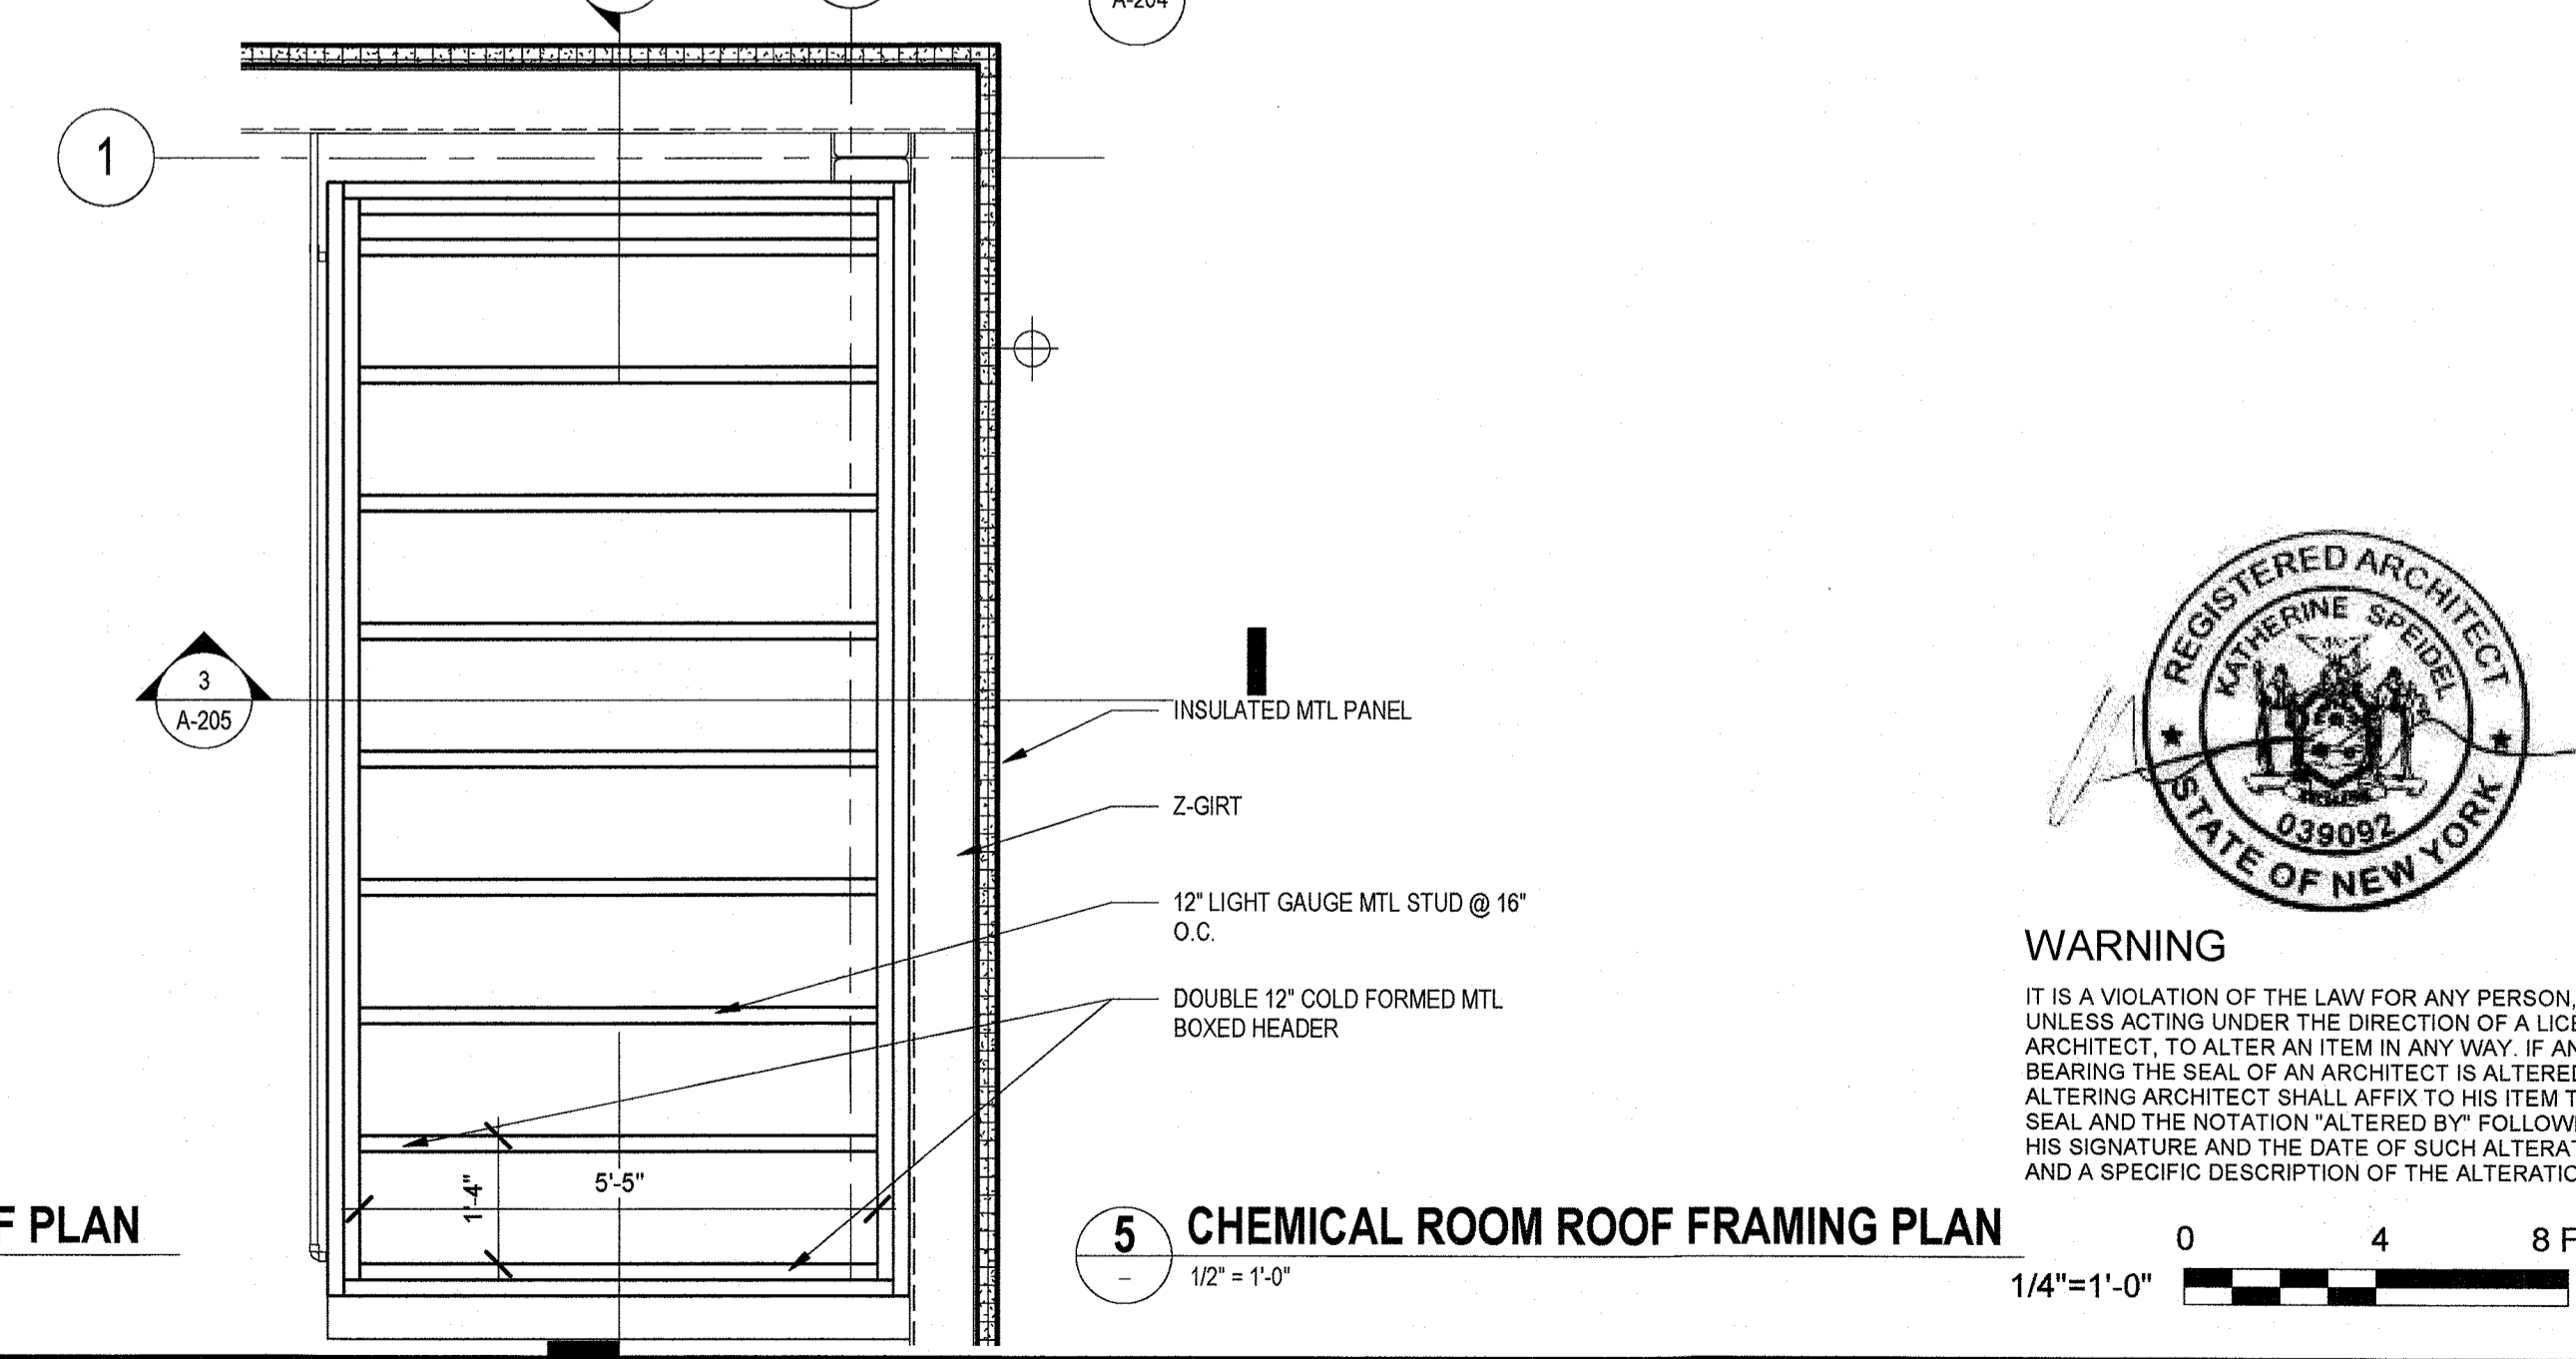 A-204
1
3
A-205
INSULATED MTL PANEL
Z-GIRT
12" LIGHT GAUGE MTL STUD @ 16"
O.C.
DOUBLE 12" COLD FORMED MTL
BOXED HEADER
1'-4"
5'-5"
F PLAN
5
–
CHEMICAL ROOM ROOF FRAMING PLAN
1/2" = 1'-0"
REGISTERED ARCHITECT
KATHERINE SPEIDEL
039092
STATE OF NEW YORK
WARNING
IT IS A VIOLATION OF THE LAW FOR ANY PERSON,
UNLESS ACTING UNDER THE DIRECTION OF A LICE
ARCHITECT, TO ALTER AN ITEM IN ANY WAY. IF AN
BEARING THE SEAL OF AN ARCHITECT IS ALTERED
ALTERING ARCHITECT SHALL AFFIX TO HIS ITEM T
SEAL AND THE NOTATION "ALTERED BY" FOLLOW
HIS SIGNATURE AND THE DATE OF SUCH ALTERAT
AND A SPECIFIC DESCRIPTION OF THE ALTERATIO
0 4 8 F
1/4"=1'-0"